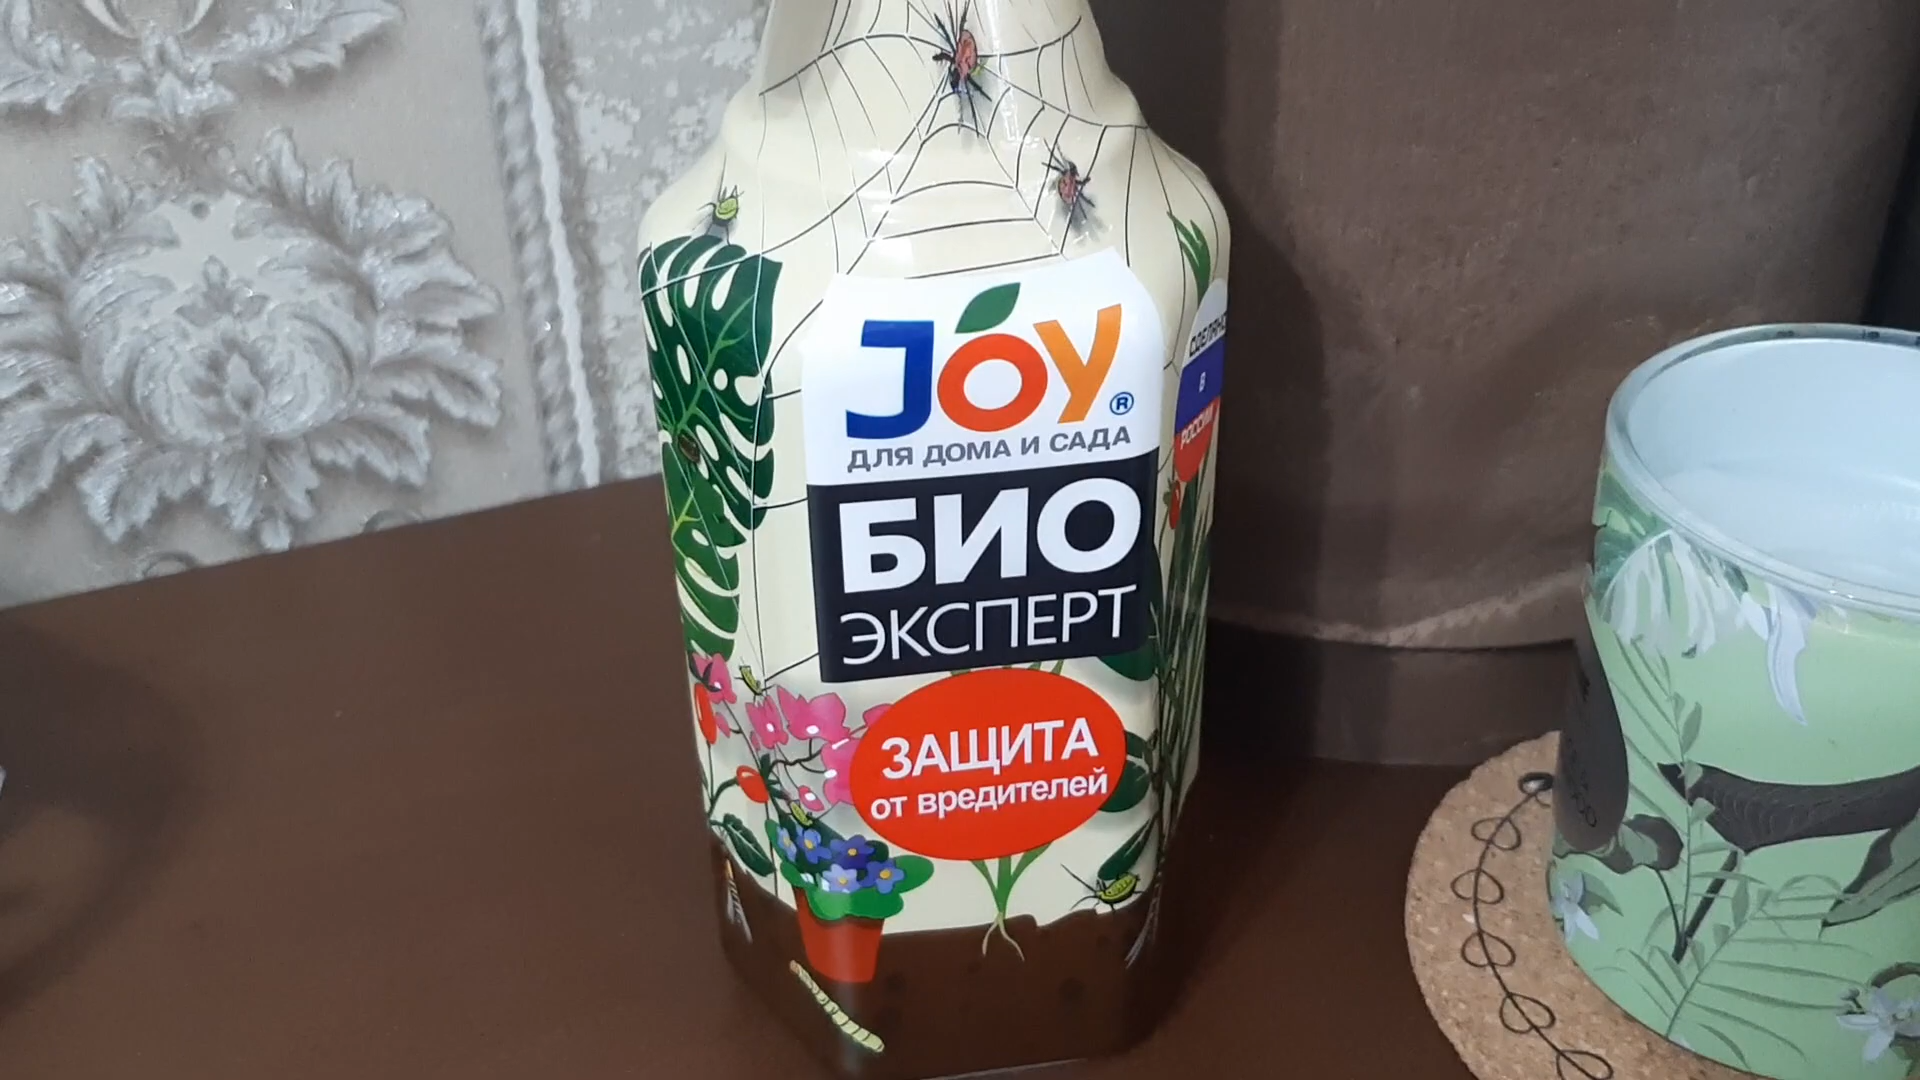 JOY®
ДЛЯ ДОМА И САДА
БИО
ЭКСПЕРТ
ЗАЩИТА
от вредителей
СДЕЛАНО
В
РОССИИ